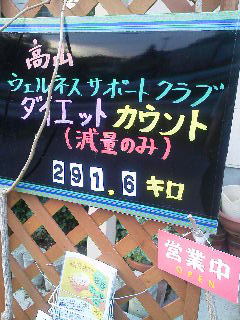 高山
ウェルネスサポートクラブ
ダイエットカウント
(減量のみ)
291.6キロ
営業中
OPEN